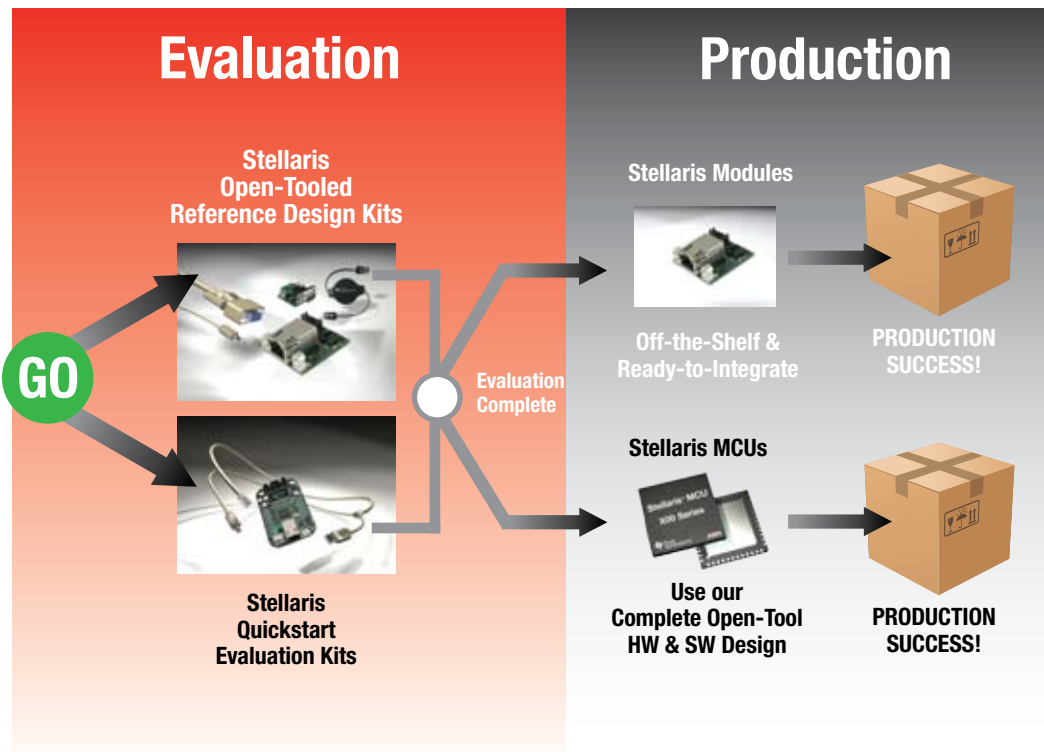 Evaluation
Production
Stellaris
Open-Tooled
Reference Design Kits
GO
Stellaris
Quickstart
Evaluation Kits
Evaluation
Complete
Stellaris Modules
Off-the-Shelf &
Ready-to-Integrate
PRODUCTION
SUCCESS!
Stellaris MCUs
Stellaris® MCU
Use our
Complete Open-Tool
HW & SW Design
PRODUCTION
SUCCESS!